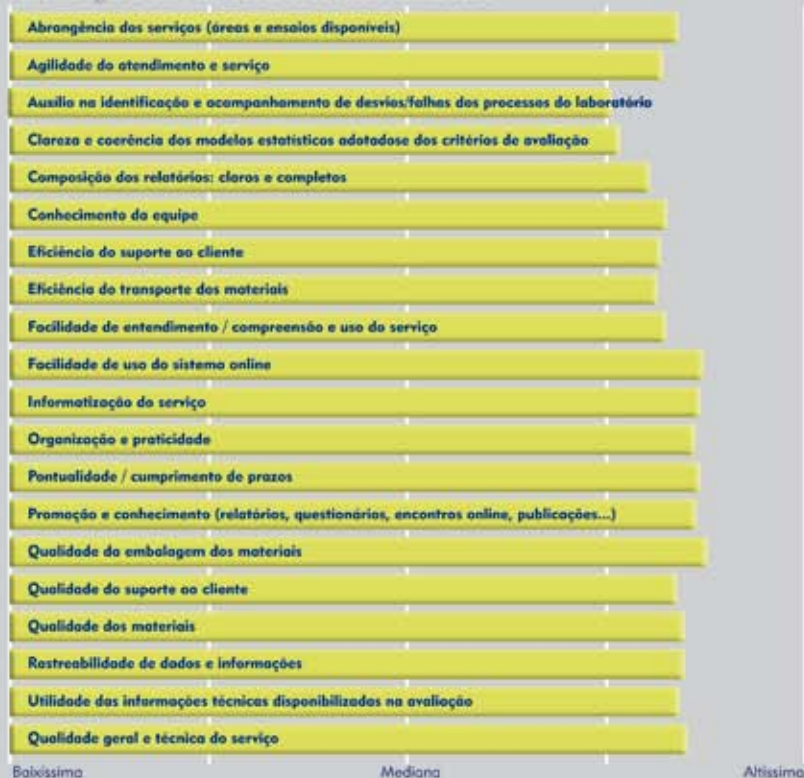 Abrangência dos serviços (áreas e ensaios disponíveis)
Agilidade do atendimento e serviço
Auxílio na identificação e acompanhamento de desvios/falhas dos processos do laboratório
Clareza e coerência dos modelos estatísticos adotadose dos critérios de avaliação
Composição dos relatórios: claros e completos
Conhecimento da equipe
Eficiência do suporte ao cliente
Eficiência do transporte dos materiais
Facilidade de entendimento / compreensão e uso do serviço
Facilidade de uso do sistema online
Informatização do serviço
Organização e praticidade
Pontualidade / cumprimento de prazos
Promoção e conhecimento (relatórios, questionários, encontros online, publicações...)
Qualidade da embalagem dos materiais
Qualidade do suporte ao cliente
Qualidade dos materiais
Rastreabilidade de dados e informações
Utilidade das informações técnicas disponibilizadas na avaliação
Qualidade geral e técnica do serviço
Baixíssima Mediana Altíssima